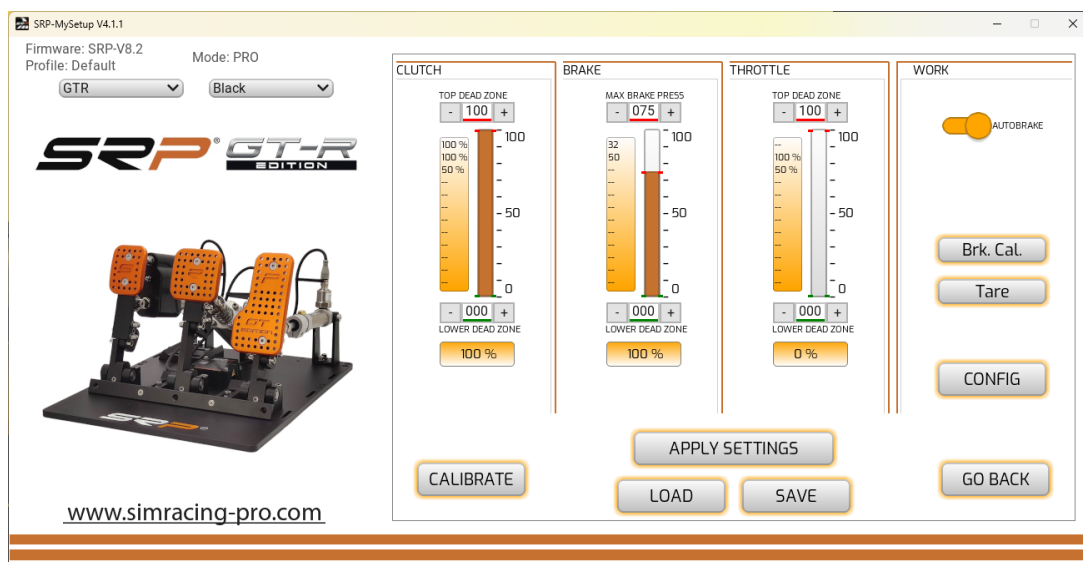 SRP-MySetup V4.1.1
Firmware: SRP-V8.2
Profile: Default
Mode: PRO
GTR
Black
SRP GT-R
EDITION
GT
EDITION
SRP
www.simracing-pro.com
CLUTCH
TOP DEAD ZONE
- 100 +
100 %
100 %
50 %
--
--
--
--
--
--
--
--
--
100
50
0
- 000 +
LOWER DEAD ZONE
100 %
BRAKE
MAX BRAKE PRESS
- 075 +
32
50
--
--
--
--
--
--
--
--
--
--
100
50
0
- 000 +
LOWER DEAD ZONE
100 %
THROTTLE
TOP DEAD ZONE
- 100 +
--
100 %
50 %
--
--
--
--
--
--
--
--
--
100
50
0
- 000 +
LOWER DEAD ZONE
0 %
WORK
AUTOBRAKE
Brk. Cal.
Tare
CONFIG
APPLY SETTINGS
CALIBRATE
LOAD
SAVE
GO BACK